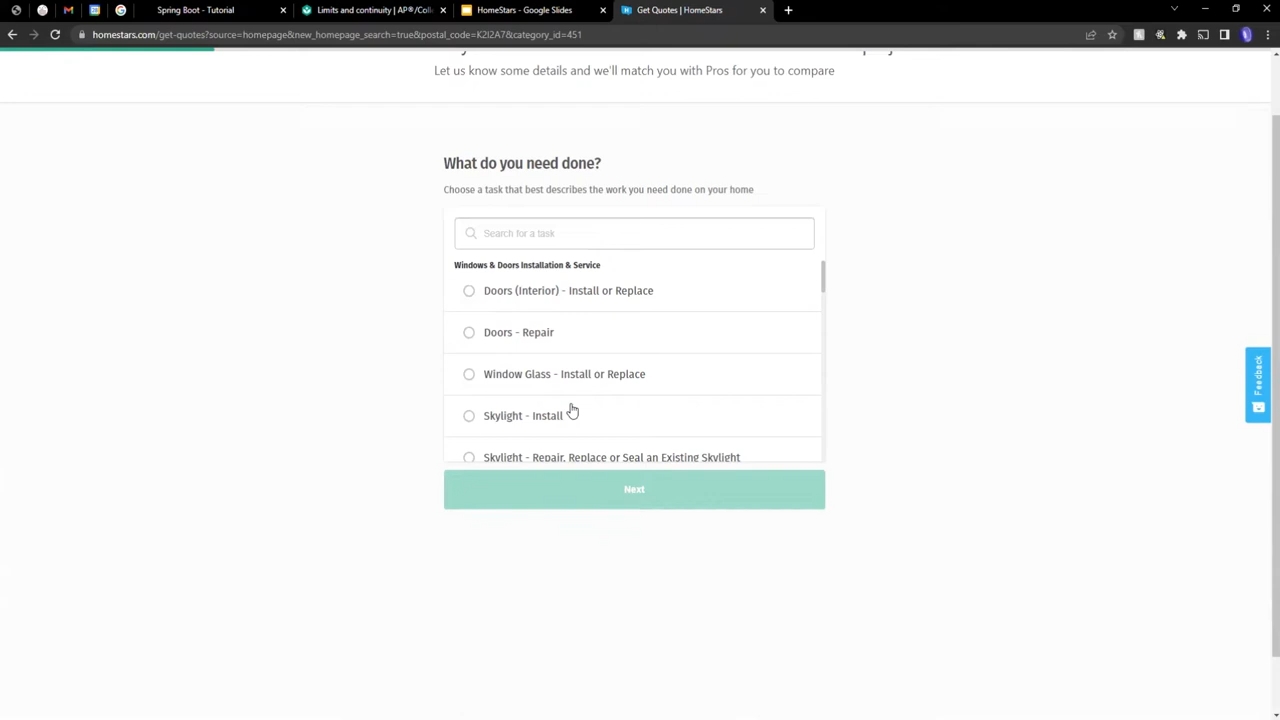 Spring Boot - Tutorial
Limits and continuity | AP®/Coll
HomeStars - Google Slides
Get Quotes | HomeStars
homestars.com/get-quotes?source=homepage&new_homepage_search=true&postal_code=K2l2A7&category_id=451
Let us know some details and we'll match you with Pros for you to compare
What do you need done?
Choose a task that best describes the work you need done on your home
Search for a task
Windows & Doors Installation & Service
Doors (Interior) - Install or Replace
Doors - Repair
Window Glass - Install or Replace
Skylight - Install
Skylight - Repair, Replace or Seal an Existing Skylight
Next
Feedback